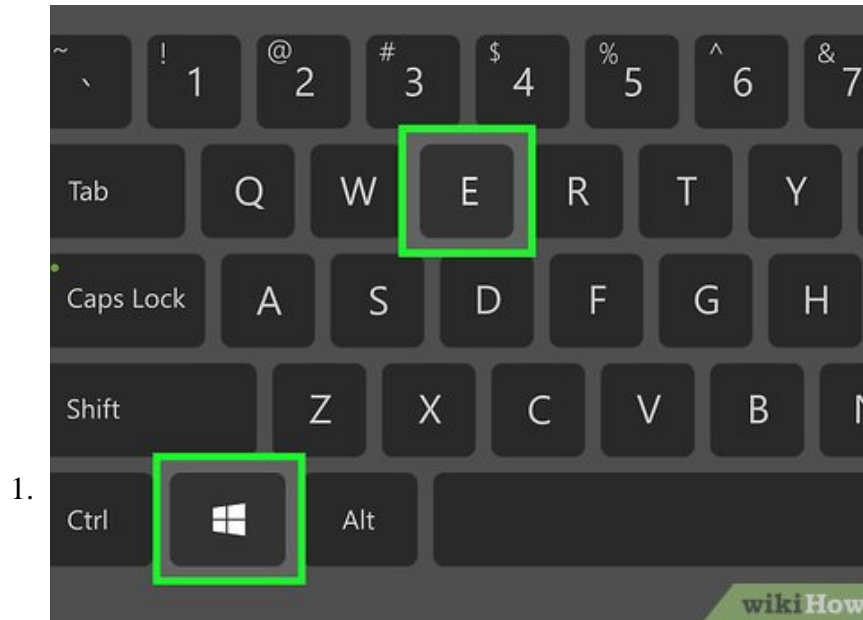 ~ ` ! 1 @ 2 # 3 $ 4 % 5 ^ 6 & 7
Tab Q W E R T Y
Caps Lock A S D F G H
Shift Z X C V B
1.
Ctrl Alt
wikiHow